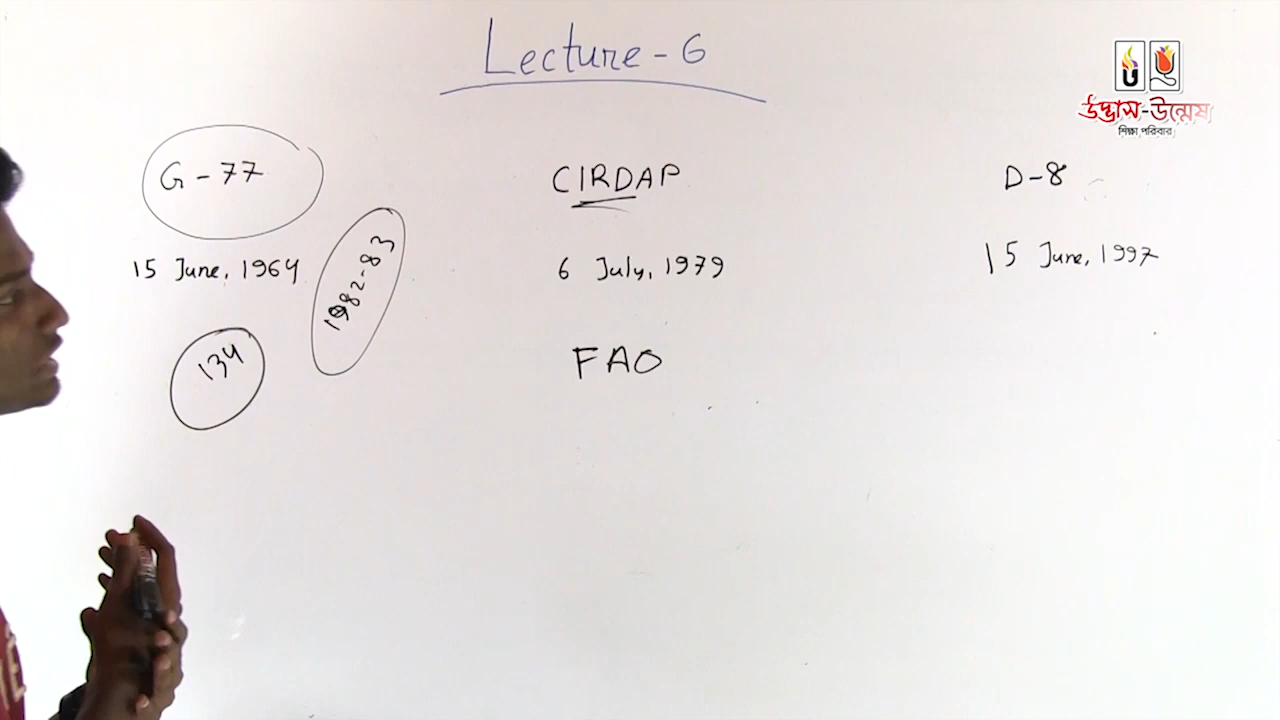 Lecture - 6
উদ্ভাস-উন্মেষ
শিক্ষা পরিবার
G - 77
CIRDAP
D-8
15 June, 1964
1982-83
6 July, 1979
15 June, 1997
134
FAO